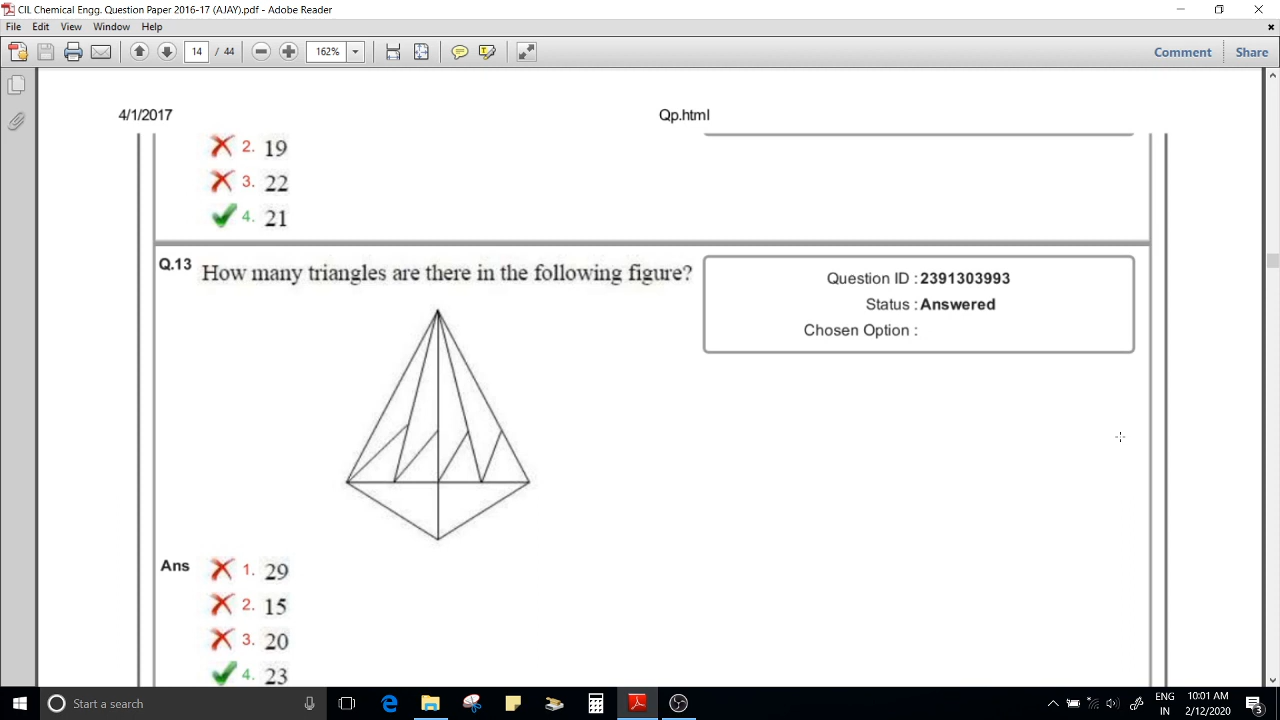 CIL Chemical Engg. Question Paper 2016-17 (AJAY).pdf - Adobe Reader
File Edit View Window Help
14 / 44 162% Comment Share
4/1/2017 Qp.html
2. 19
3. 22
4. 21
Q.13 How many triangles are there in the following figure?
Question ID : 2391303993
Status : Answered
Chosen Option :
Ans 1. 29
2. 15
3. 20
4. 23
Start a search
ENG 10:01 AM
IN 2/12/2020 3